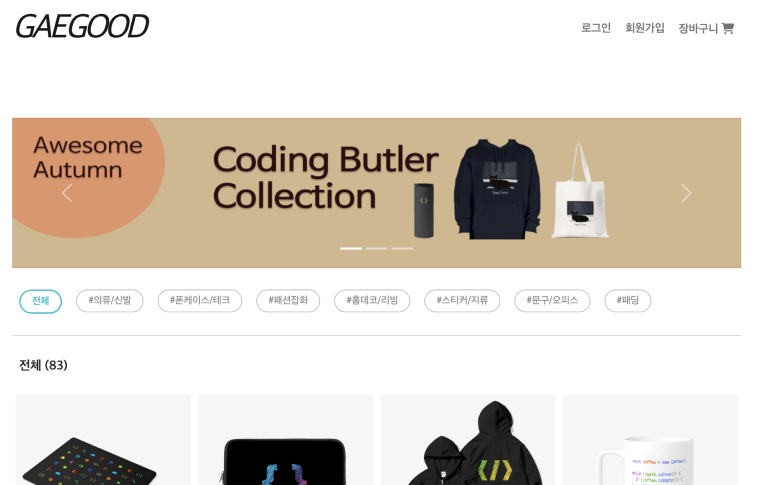 GAEGOOD
로그인 회원가입 장바구니
Awesome
Autumn
Coding Butler
Collection
전체 #의류/신발 #폰케이스/테크 #패션잡화 #홈데코/리빙 #스티커/지류 #문구/오피스 #패딩
전체 (83)